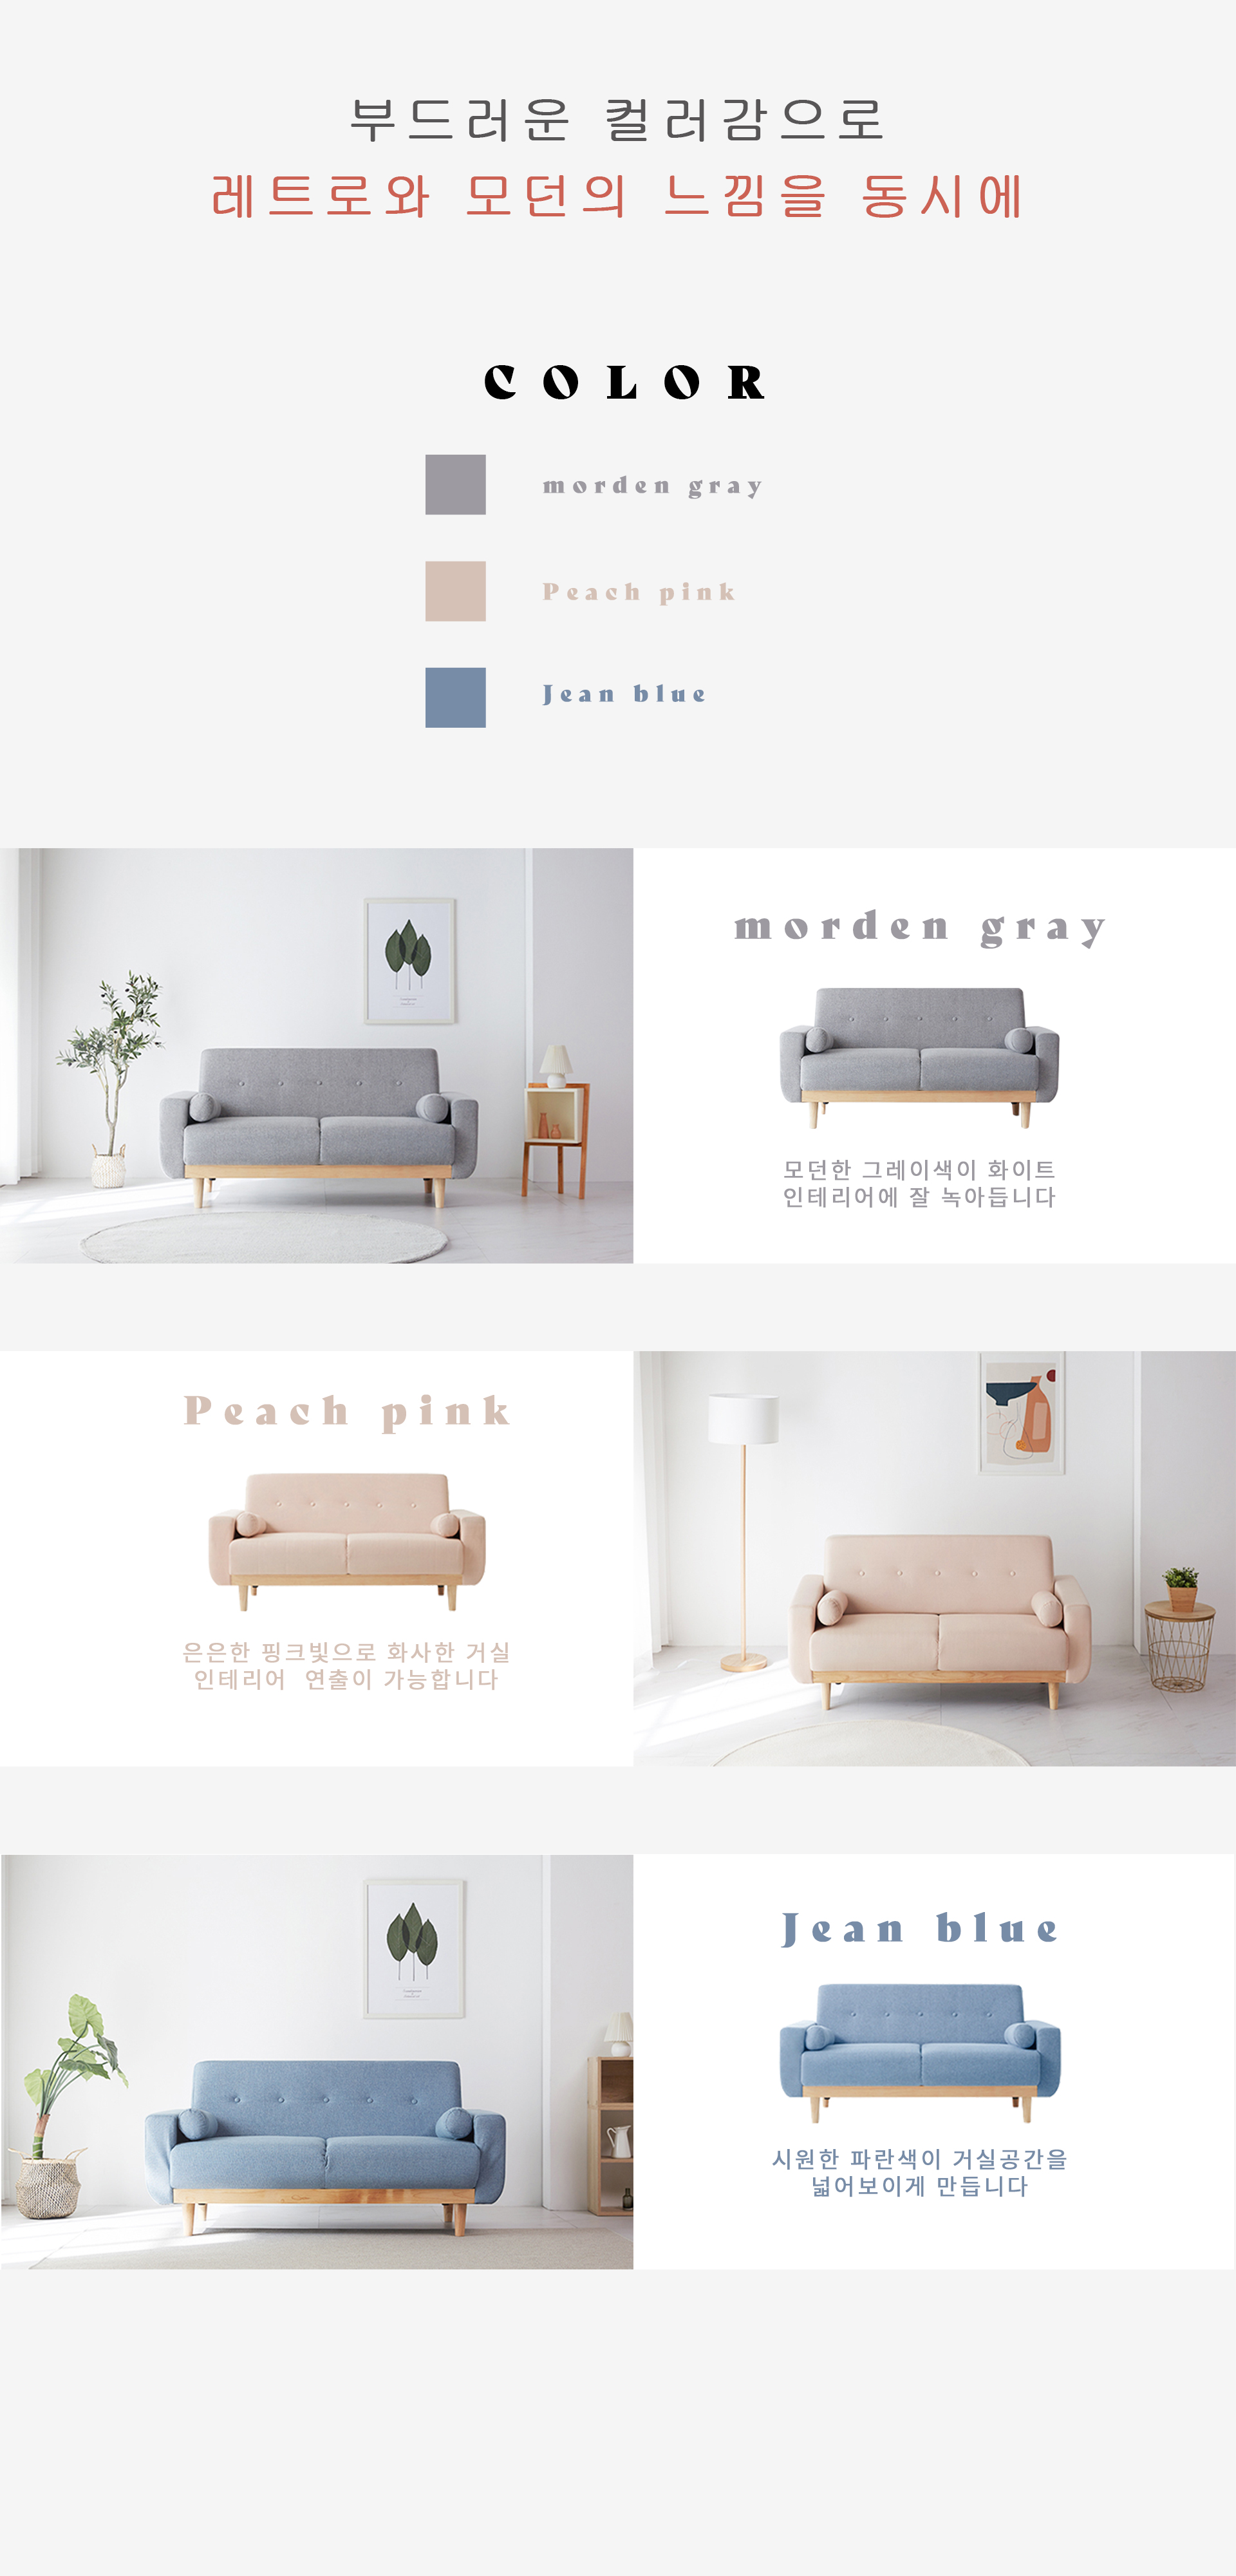 부드러운 컬러감으로
레트로와 모던의 느낌을 동시에
COLOR
morden gray
Peach pink
Jean blue
morden gray
모던한 그레이색이 화이트
인테리어에 잘 녹아듭니다
Peach pink
은은한 핑크빛으로 화사한 거실
인테리어 연출이 가능합니다
Jean blue
시원한 파란색이 거실공간을
넓어보이게 만듭니다